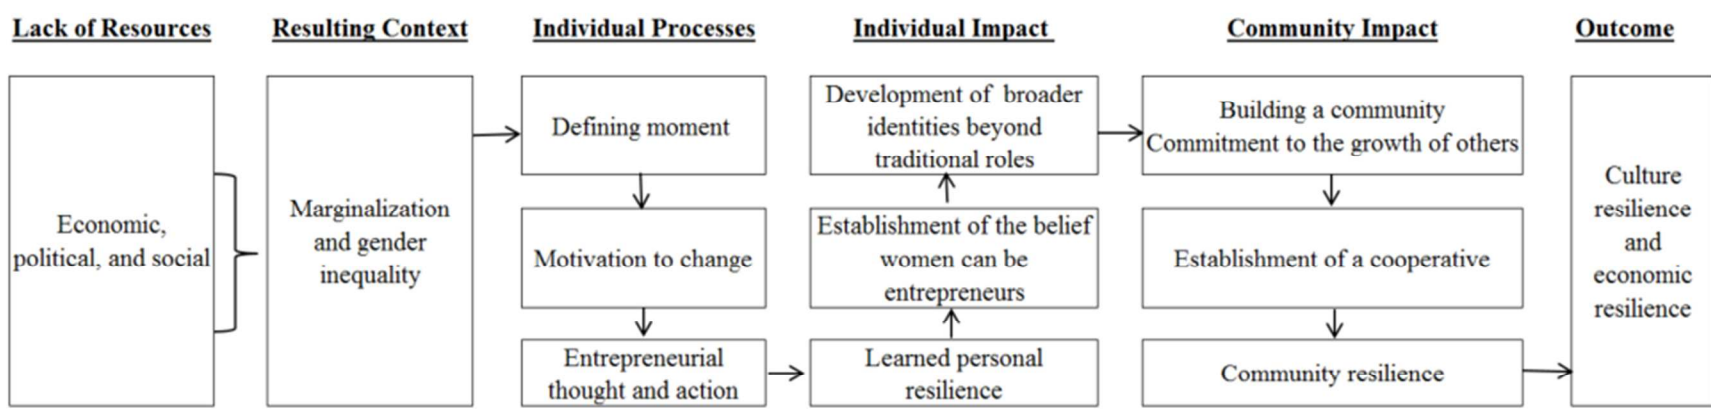 Lack of Resources
Resulting Context
Individual Processes
Individual Impact
Community Impact
Outcome
Economic,
political, and social
Marginalization
and gender
inequality
Defining moment
Motivation to change
Entrepreneurial
thought and action
Development of broader
identities beyond
traditional roles
Establishment of the belief
women can be
entrepreneurs
Learned personal
resilience
Building a community
Commitment to the growth of others
Establishment of a cooperative
Community resilience
Culture
resilience
and
economic
resilience